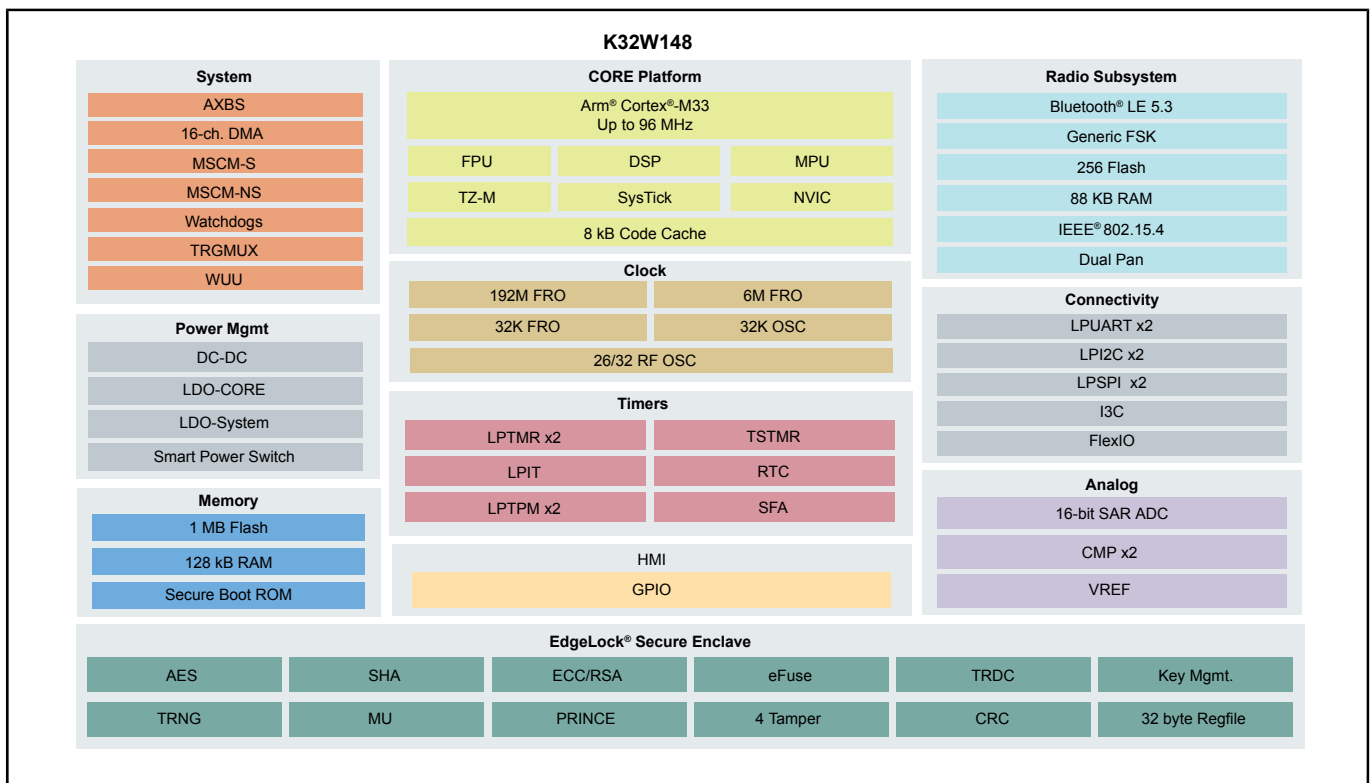 K32W148
System
AXBS
16-ch. DMA
MSCM-S
MSCM-NS
Watchdogs
TRGMUX
WUU
Power Mgmt
DC-DC
LDO-CORE
LDO-System
Smart Power Switch
Memory
1 MB Flash
128 kB RAM
Secure Boot ROM
CORE Platform
Arm® Cortex®-M33
Up to 96 MHz
FPU DSP MPU
TZ-M SysTick NVIC
8 kB Code Cache
Clock
192M FRO 6M FRO
32K FRO 32K OSC
26/32 RF OSC
Timers
LPTMR x2 TSTMR
LPIT RTC
LPTPM x2 SFA
HMI
GPIO
Radio Subsystem
Bluetooth® LE 5.3
Generic FSK
256 Flash
88 KB RAM
IEEE® 802.15.4
Dual Pan
Connectivity
LPUART x2
LPI2C x2
LPSPI x2
I3C
FlexIO
Analog
16-bit SAR ADC
CMP x2
VREF
EdgeLock® Secure Enclave
AES SHA ECC/RSA eFuse TRDC Key Mgmt.
TRNG MU PRINCE 4 Tamper CRC 32 byte Regfile